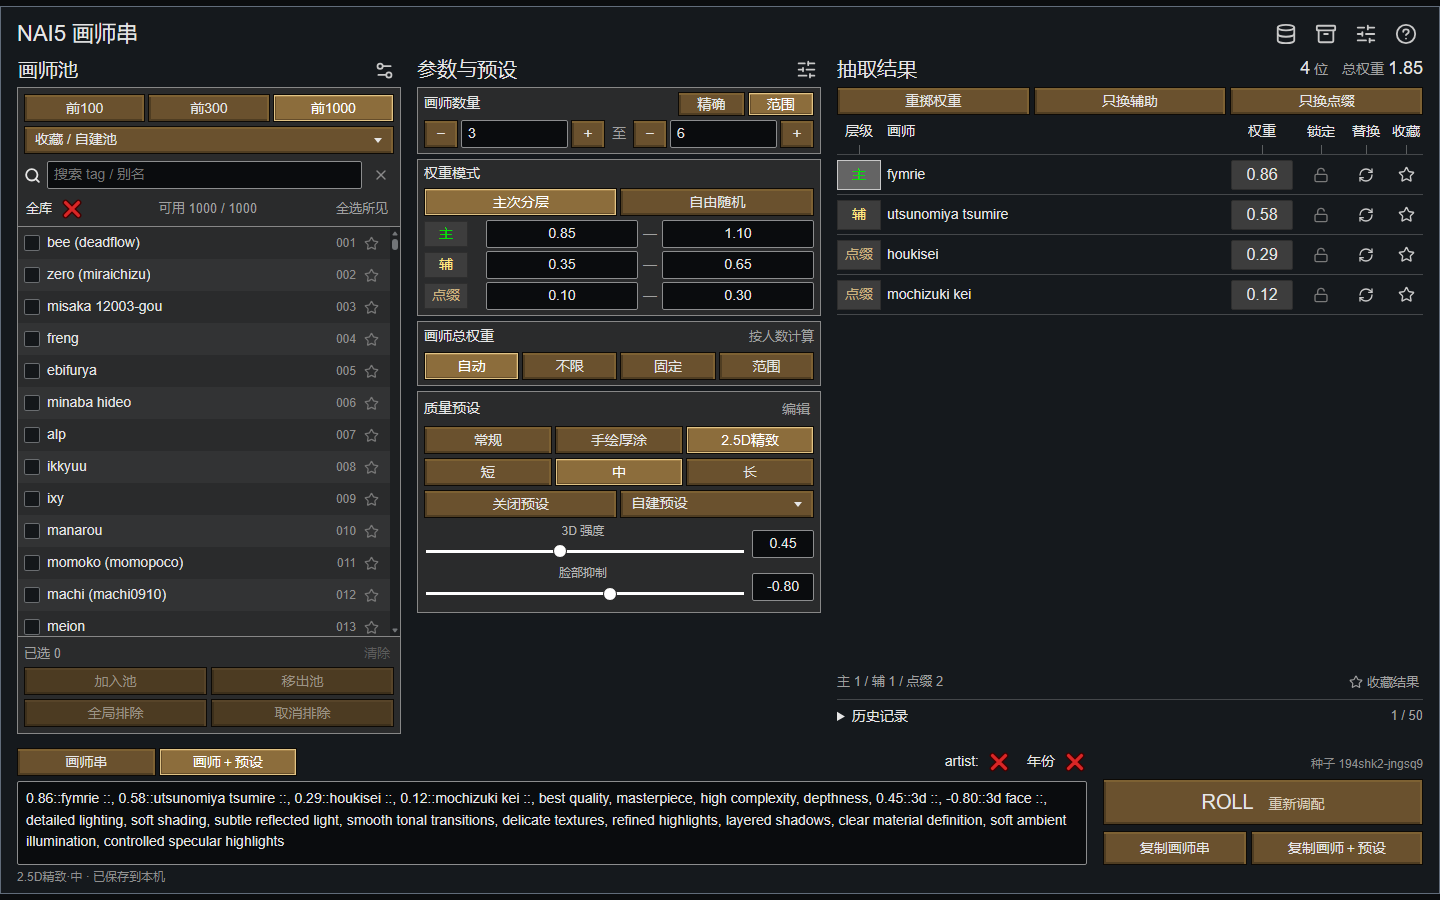 NAI5 画师串
画师池
前100 前300 前1000
收藏 / 自建池
搜索 tag / 别名
全库 可用 1000 / 1000 全选所见
bee (deadflow) 001
zero (miraichizu) 002
misaka 12003-gou 003
freng 004
ebifurya 005
minaba hideo 006
alp 007
ikkyuu 008
ixy 009
manarou 010
momoko (momopoco) 011
machi (machi0910) 012
meion 013
已选 0 清除
加入池 移出池
全局排除 取消排除
参数与预设
画师数量 精确 范围
− 3 + 至 − 6 +
权重模式
主次分层 自由随机
主 0.85 — 1.10
辅 0.35 — 0.65
点缀 0.10 — 0.30
画师总权重 按人数计算
自动 不限 固定 范围
质量预设 编辑
常规 手绘厚涂 2.5D精致
短 中 长
关闭预设 自建预设
3D 强度
0.45
脸部抑制
-0.80
抽取结果 4 位 总权重 1.85
重掷权重 只换辅助 只换点缀
层级 画师 权重 锁定 替换 收藏
主 fymrie 0.86
辅 utsunomiya tsumire 0.58
点缀 houkisei 0.29
点缀 mochizuki kei 0.12
主 1 / 辅 1 / 点缀 2 收藏结果
历史记录 1 / 50
画师串 画师＋预设 artist: 年份
0.86::fymrie ::, 0.58::utsunomiya tsumire ::, 0.29::houkisei ::, 0.12::mochizuki kei ::, best quality, masterpiece, high complexity, depthness, 0.45::3d ::, -0.80::3d face ::,
detailed lighting, soft shading, subtle reflected light, smooth tonal transitions, delicate textures, refined highlights, layered shadows, clear material definition, soft ambient
illumination, controlled specular highlights
2.5D精致·中 · 已保存到本机
种子 194shk2-jngsq9
ROLL 重新调配
复制画师串 复制画师＋预设